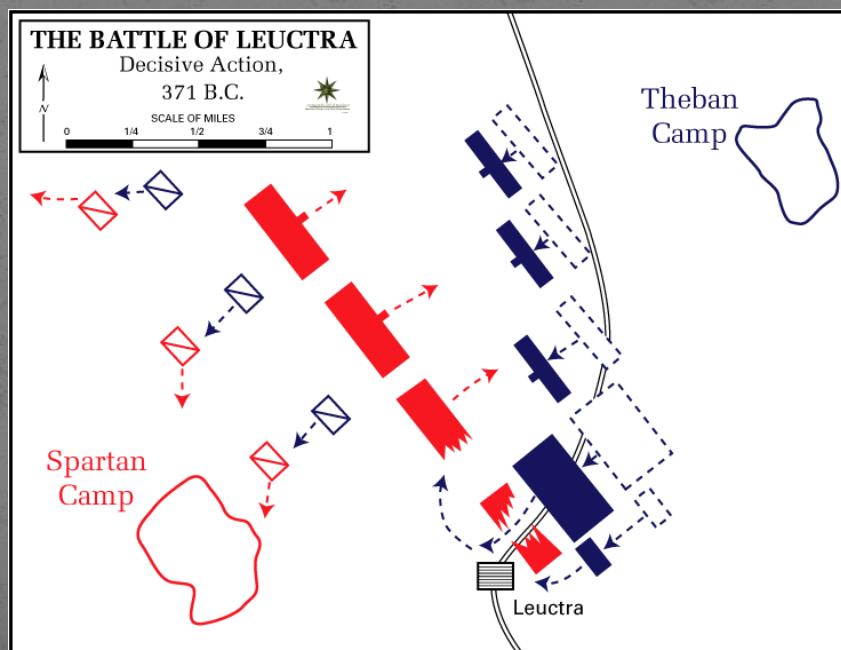 THE BATTLE OF LEUCTRA
Decisive Action,
371 B.C.
N
SCALE OF MILES
0 1/4 1/2 3/4 1
Theban
Camp
Spartan
Camp
Leuctra